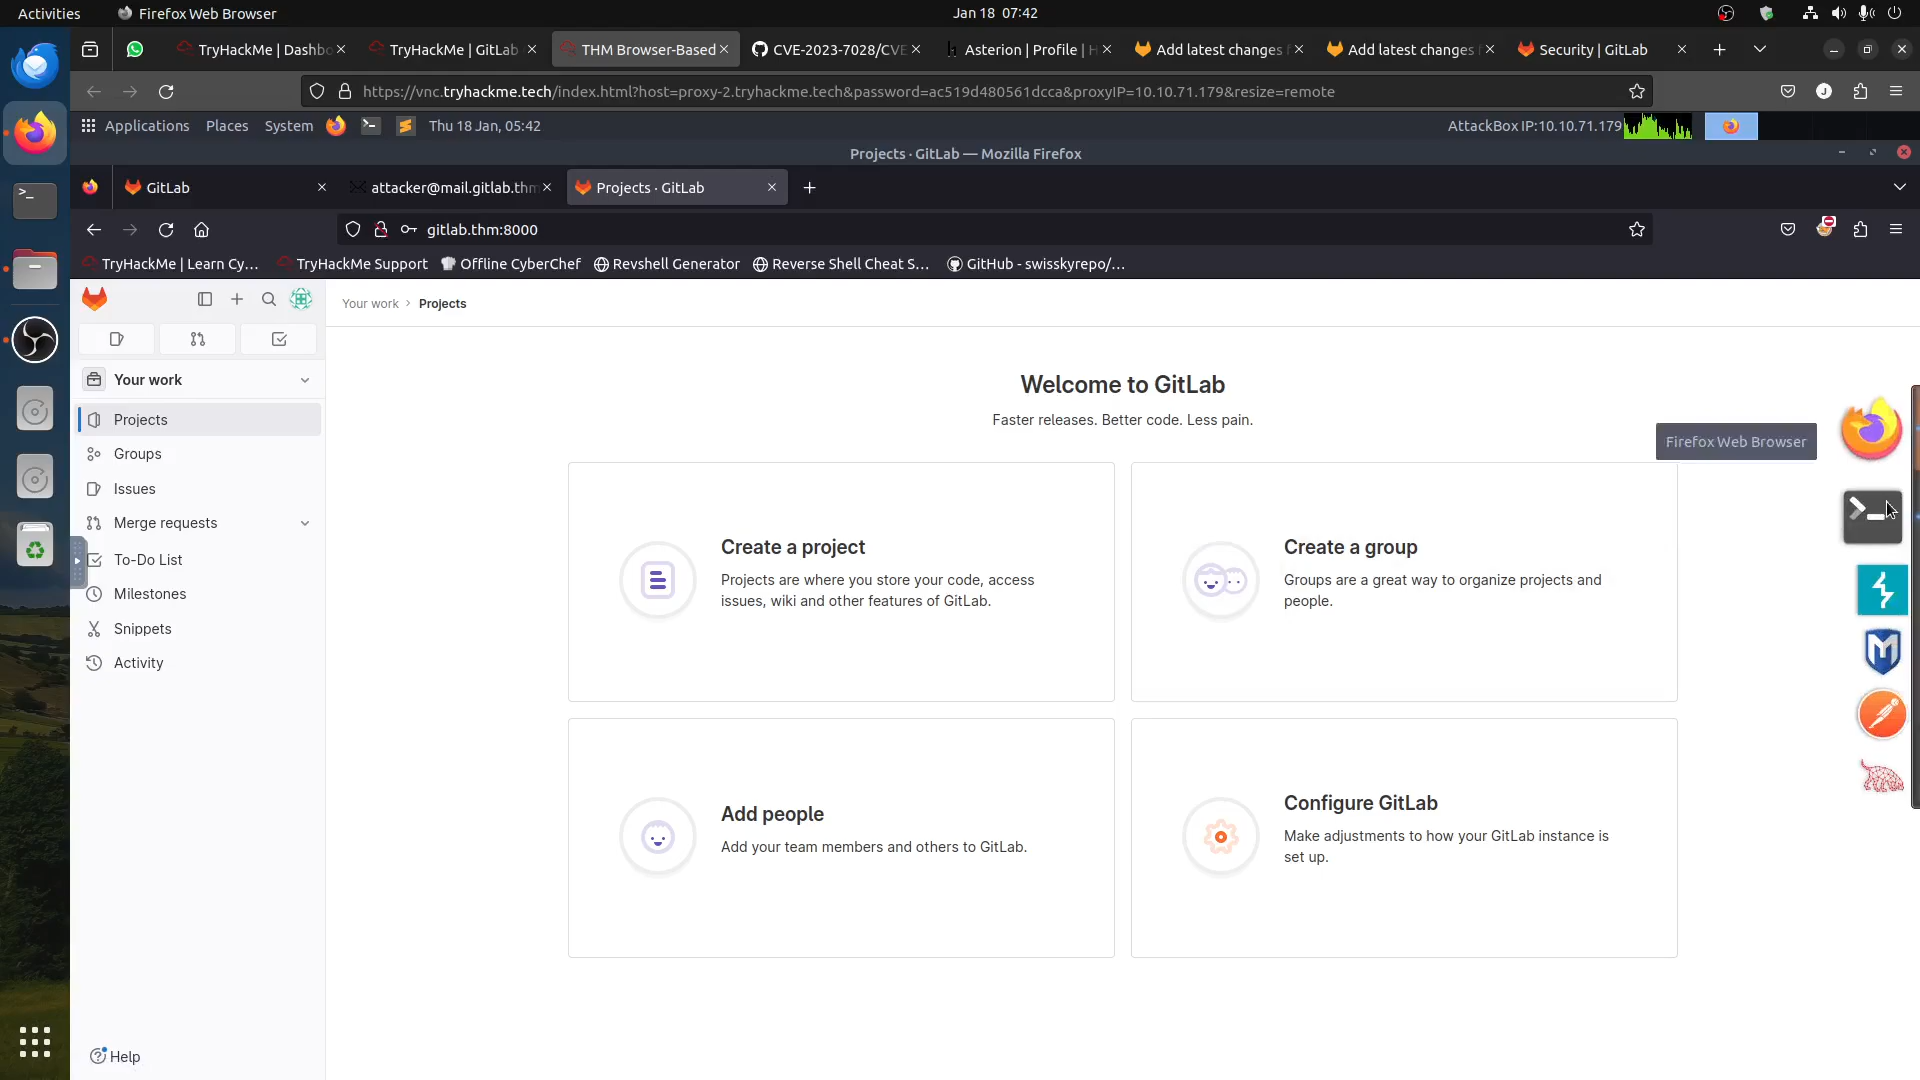 Activities
Firefox Web Browser
Jan 18 07:42
TryHackMe | Dashbo
TryHackMe | GitLab
THM Browser-Based
CVE-2023-7028/CVE
Asterion | Profile | H
Add latest changes f
Add latest changes f
Security | GitLab
https://vnc.tryhackme.tech/index.html?host=proxy-2.tryhackme.tech&password=ac519d480561dcca&proxyIP=10.10.71.179&resize=remote
Applications
Places
System
Thu 18 Jan, 05:42
AttackBox IP:10.10.71.179
Projects · GitLab — Mozilla Firefox
GitLab
attacker@mail.gitlab.thm
Projects · GitLab
gitlab.thm:8000
TryHackMe | Learn Cy...
TryHackMe Support
Offline CyberChef
Revshell Generator
Reverse Shell Cheat S...
GitHub - swisskyrepo/...
Your work
Projects
Your work
Projects
Groups
Issues
Merge requests
To-Do List
Milestones
Snippets
Activity
Help
Welcome to GitLab
Faster releases. Better code. Less pain.
Firefox Web Browser
Create a project
Projects are where you store your code, access
issues, wiki and other features of GitLab.
Create a group
Groups are a great way to organize projects and
people.
Add people
Add your team members and others to GitLab.
Configure GitLab
Make adjustments to how your GitLab instance is
set up.